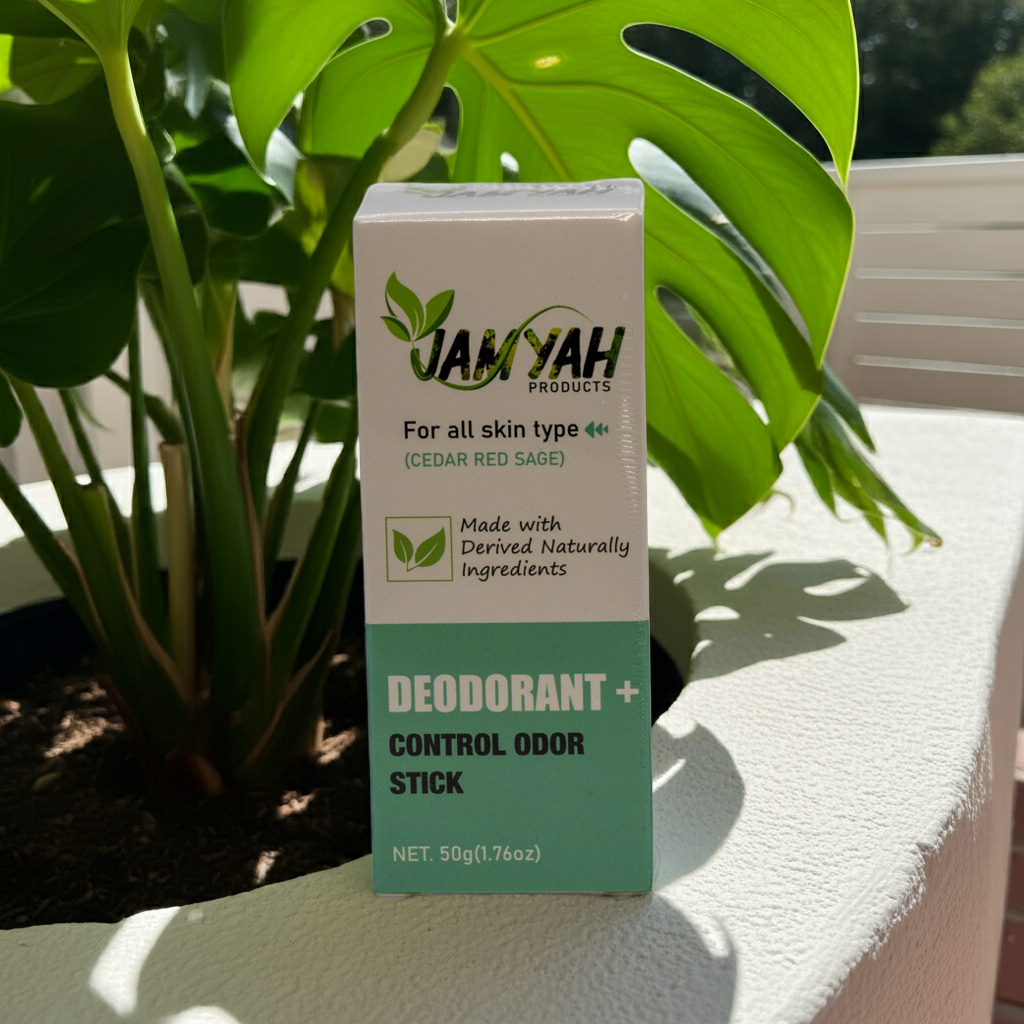 JAMYAH
PRODUCTS
For all skin type
(CEDAR RED SAGE)
Made with
Derived Naturally
Ingredients
DEODORANT +
CONTROL ODOR
STICK
NET. 50g(1.76oz)